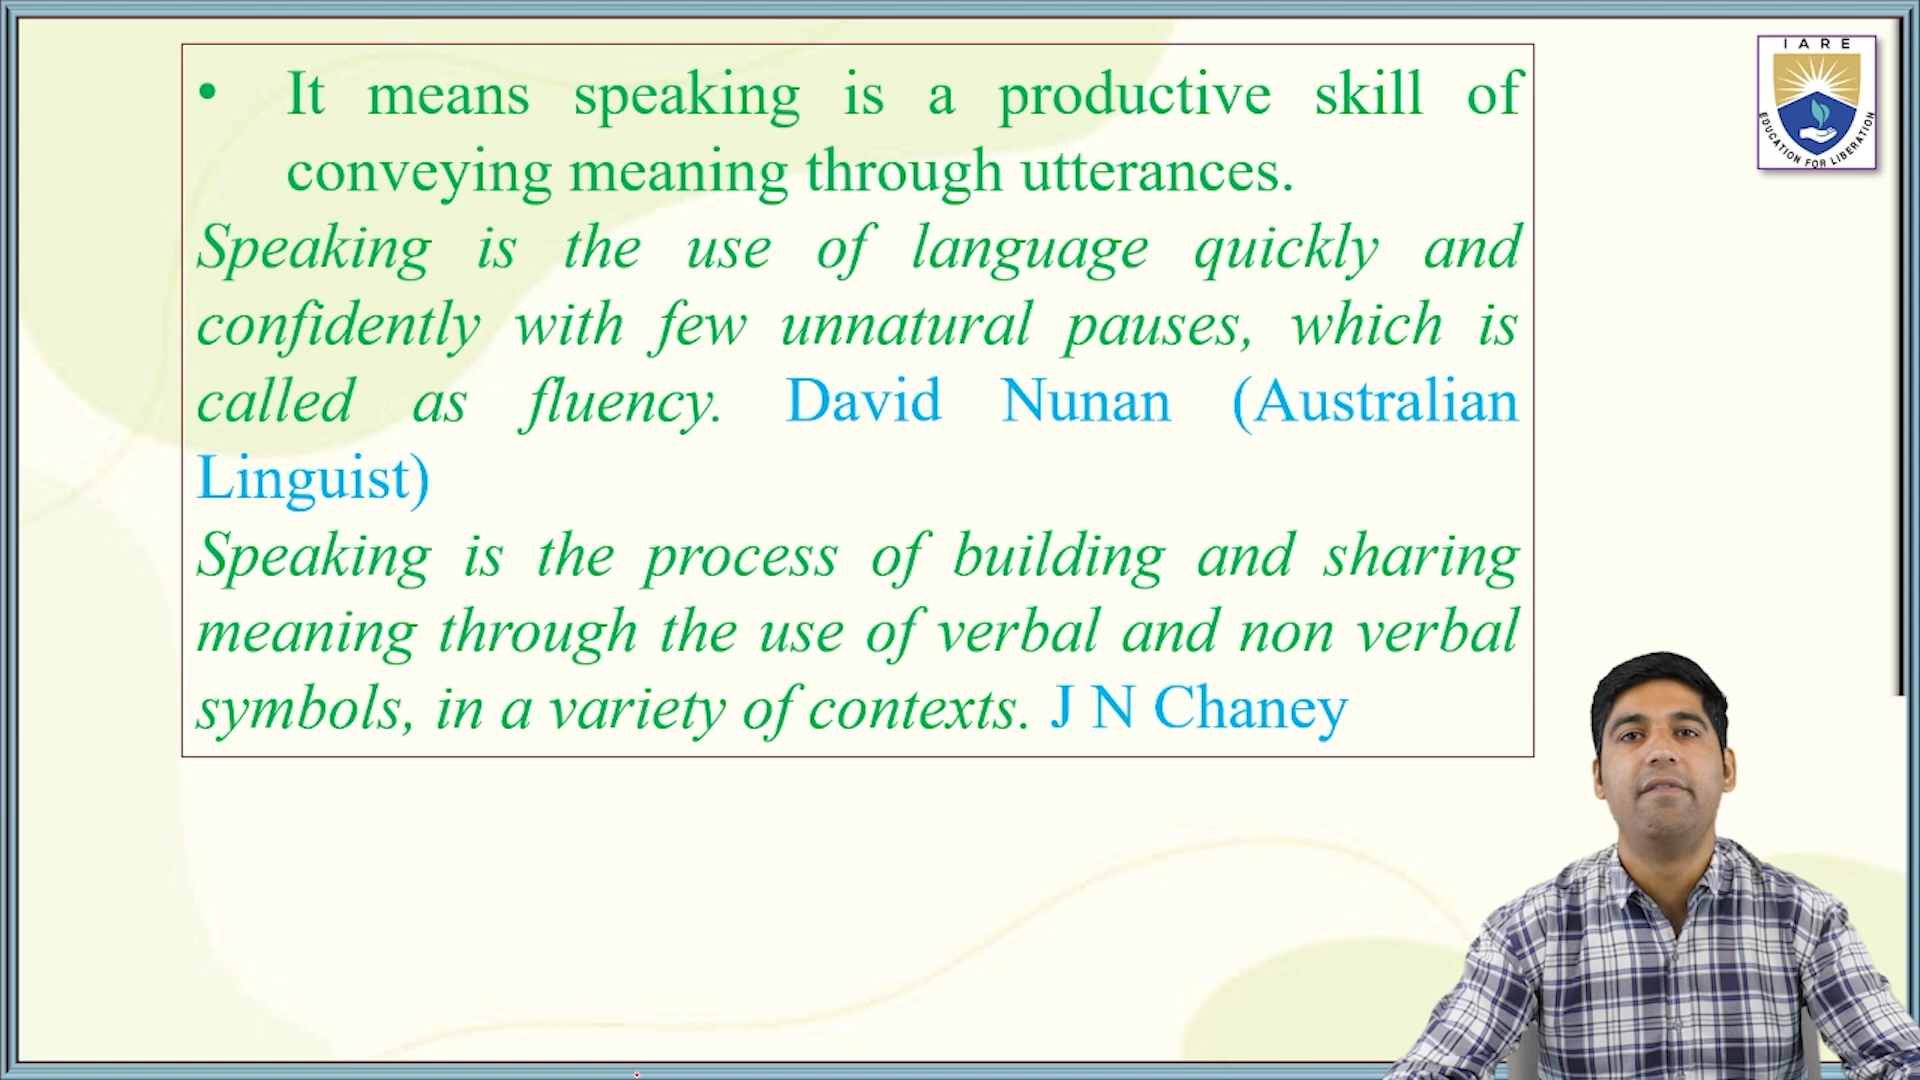 • It means speaking is a productive skill of
conveying meaning through utterances.
Speaking is the use of language quickly and
confidently with few unnatural pauses, which is
called as fluency. David Nunan (Australian
Linguist)
Speaking is the process of building and sharing
meaning through the use of verbal and non verbal
symbols, in a variety of contexts. J N Chaney
I A R E
EDUCATION FOR LIBERATION